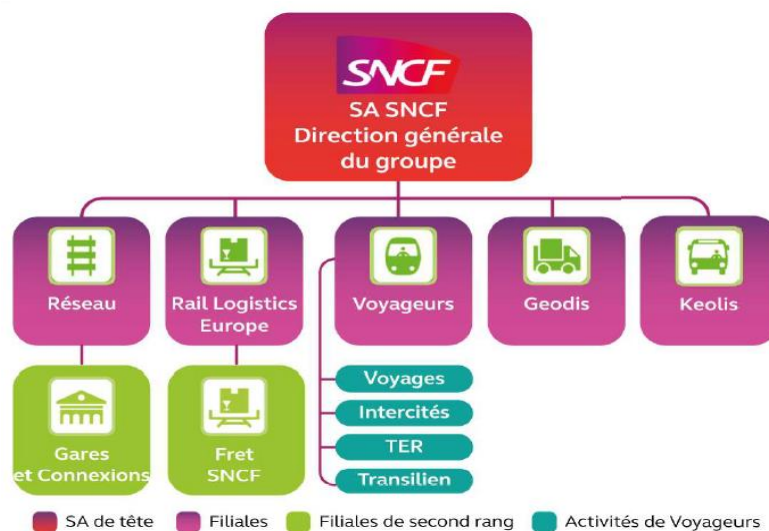 SNCF
SA SNCF
Direction générale
du groupe
Réseau
Rail Logistics
Europe
Voyageurs
Geodis
Keolis
Gares
et Connexions
Fret
SNCF
Voyages
Intercités
TER
Transilien
SA de tête
Filiales
Filiales de second rang
Activités de Voyageurs